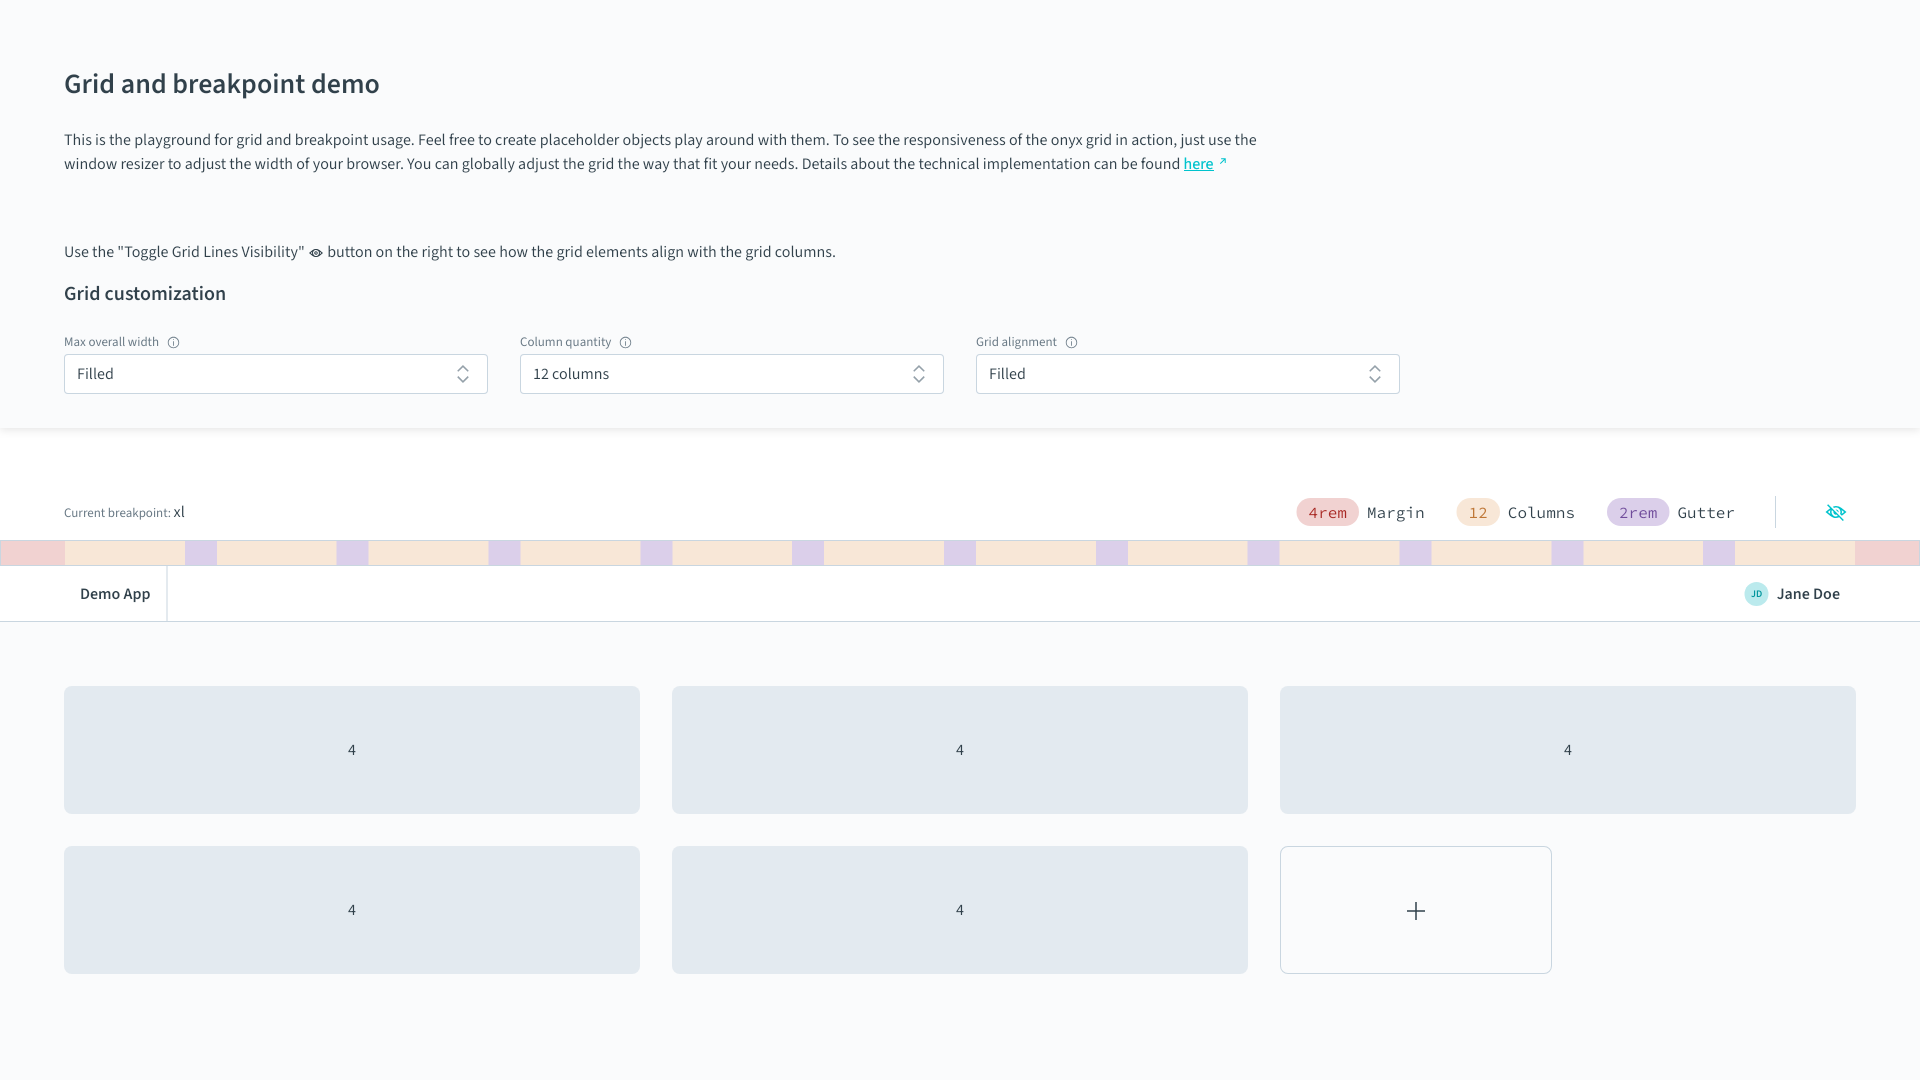 Grid and breakpoint demo
This is the playground for grid and breakpoint usage. Feel free to create placeholder objects play around with them. To see the responsiveness of the onyx grid in action, just use the
window resizer to adjust the width of your browser. You can globally adjust the grid the way that fit your needs. Details about the technical implementation can be found here
Use the "Toggle Grid Lines Visibility" button on the right to see how the grid elements align with the grid columns.
Grid customization
Max overall width Column quantity Grid alignment
Filled 12 columns Filled
Current breakpoint: xl 4rem Margin 12 Columns 2rem Gutter
Demo App JD Jane Doe
4 4 4
4 4